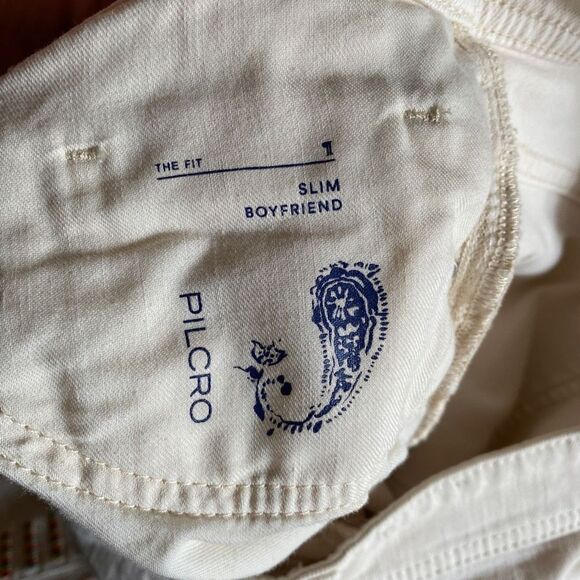 THE FIT ¶
SLIM
BOYFRIEND
PILCRO